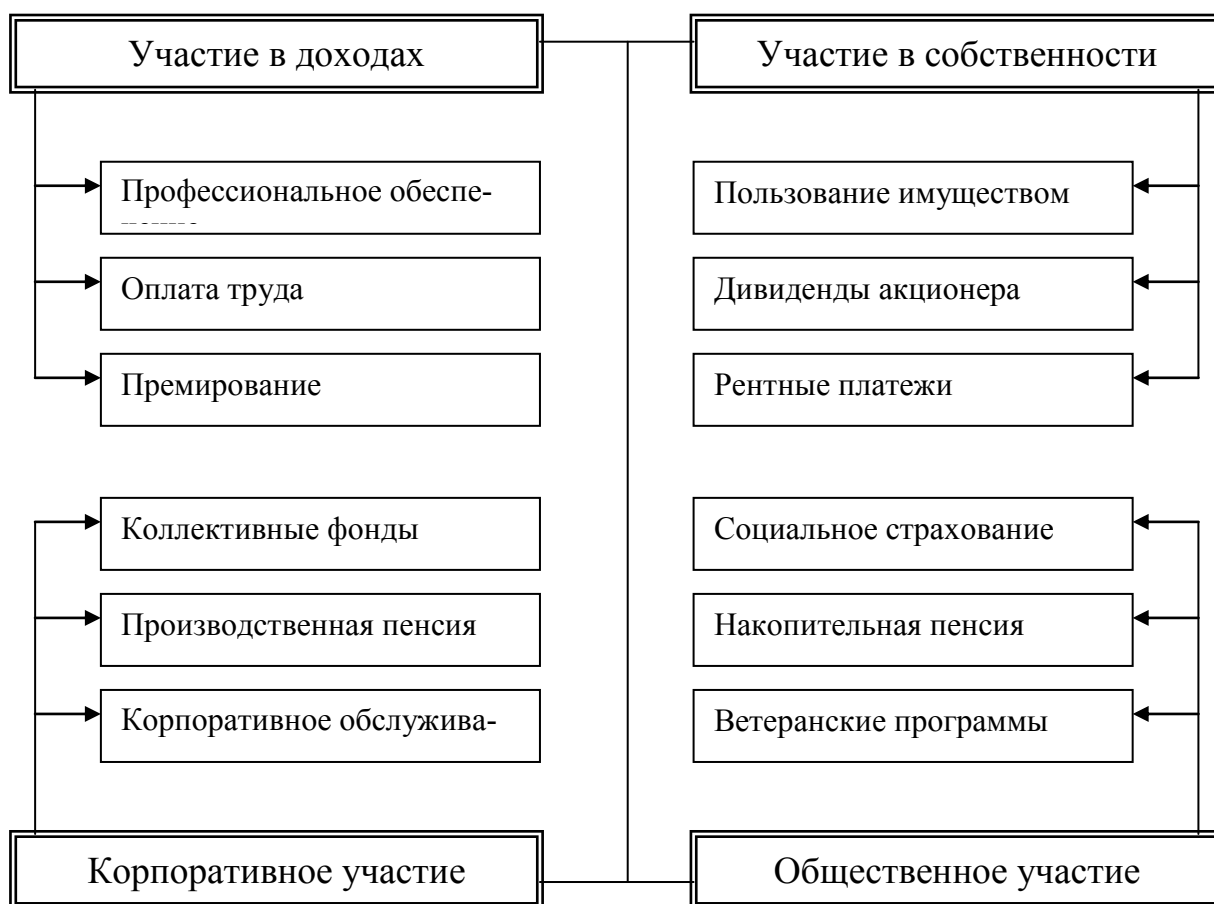 Участие в доходах
Участие в собственности
Профессиональное обеспе-
Пользование имуществом
Оплата труда
Дивиденды акционера
Премирование
Рентные платежи
Коллективные фонды
Социальное страхование
Производственная пенсия
Накопительная пенсия
Корпоративное обслужива-
Ветеранские программы
Корпоративное участие
Общественное участие